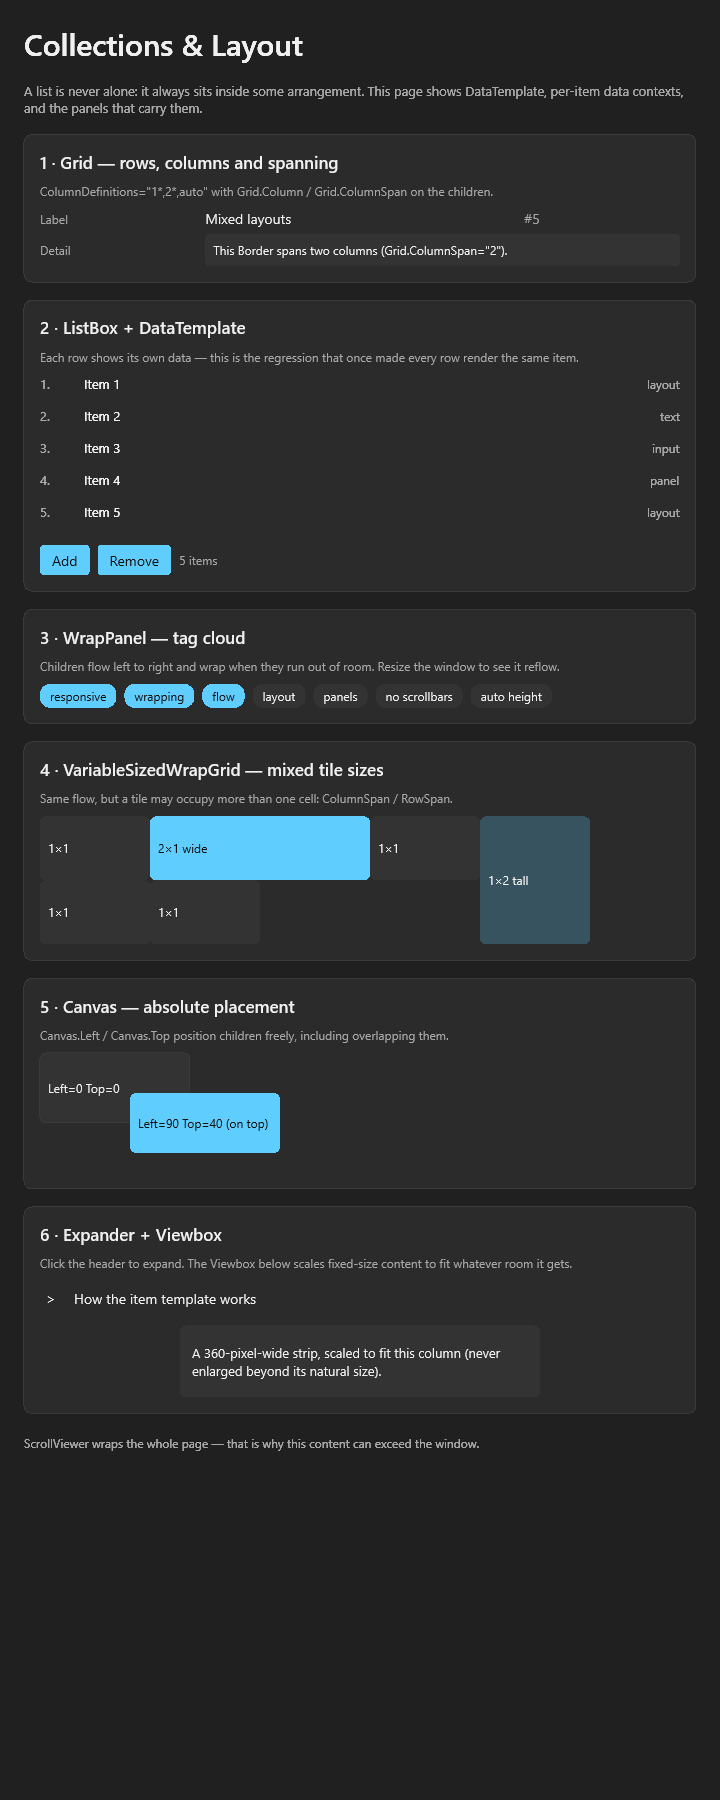 Collections & Layout
A list is never alone: it always sits inside some arrangement. This page shows DataTemplate, per-item data contexts,
and the panels that carry them.
1 · Grid — rows, columns and spanning
ColumnDefinitions="1*,2*,auto" with Grid.Column / Grid.ColumnSpan on the children.
Label Mixed layouts #5
Detail This Border spans two columns (Grid.ColumnSpan="2").
2 · ListBox + DataTemplate
Each row shows its own data — this is the regression that once made every row render the same item.
1. Item 1 layout
2. Item 2 text
3. Item 3 input
4. Item 4 panel
5. Item 5 layout
Add Remove 5 items
3 · WrapPanel — tag cloud
Children flow left to right and wrap when they run out of room. Resize the window to see it reflow.
responsive wrapping flow layout panels no scrollbars auto height
4 · VariableSizedWrapGrid — mixed tile sizes
Same flow, but a tile may occupy more than one cell: ColumnSpan / RowSpan.
1×1 2×1 wide 1×1
1×2 tall
1×1 1×1
5 · Canvas — absolute placement
Canvas.Left / Canvas.Top position children freely, including overlapping them.
Left=0 Top=0
Left=90 Top=40 (on top)
6 · Expander + Viewbox
Click the header to expand. The Viewbox below scales fixed-size content to fit whatever room it gets.
> How the item template works
A 360-pixel-wide strip, scaled to fit this column (never
enlarged beyond its natural size).
ScrollViewer wraps the whole page — that is why this content can exceed the window.